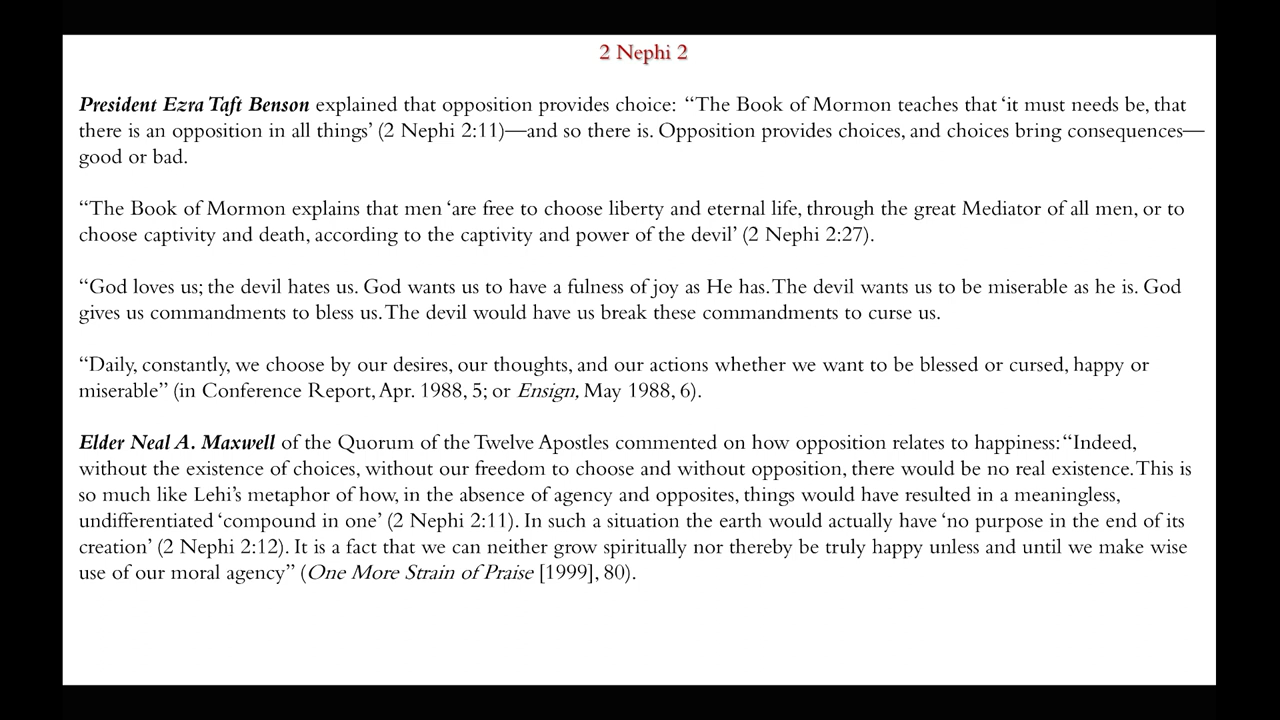 2 Nephi 2
President Ezra Taft Benson explained that opposition provides choice: “The Book of Mormon teaches that ‘it must needs be, that
there is an opposition in all things’ (2 Nephi 2:11)—and so there is. Opposition provides choices, and choices bring consequences—
good or bad.
“The Book of Mormon explains that men ‘are free to choose liberty and eternal life, through the great Mediator of all men, or to
choose captivity and death, according to the captivity and power of the devil’ (2 Nephi 2:27).
“God loves us; the devil hates us. God wants us to have a fulness of joy as He has. The devil wants us to be miserable as he is. God
gives us commandments to bless us. The devil would have us break these commandments to curse us.
“Daily, constantly, we choose by our desires, our thoughts, and our actions whether we want to be blessed or cursed, happy or
miserable” (in Conference Report, Apr. 1988, 5; or Ensign, May 1988, 6).
Elder Neal A. Maxwell of the Quorum of the Twelve Apostles commented on how opposition relates to happiness: “Indeed,
without the existence of choices, without our freedom to choose and without opposition, there would be no real existence. This is
so much like Lehi’s metaphor of how, in the absence of agency and opposites, things would have resulted in a meaningless,
undifferentiated ‘compound in one’ (2 Nephi 2:11). In such a situation the earth would actually have ‘no purpose in the end of its
creation’ (2 Nephi 2:12). It is a fact that we can neither grow spiritually nor thereby be truly happy unless and until we make wise
use of our moral agency” (One More Strain of Praise [1999], 80).